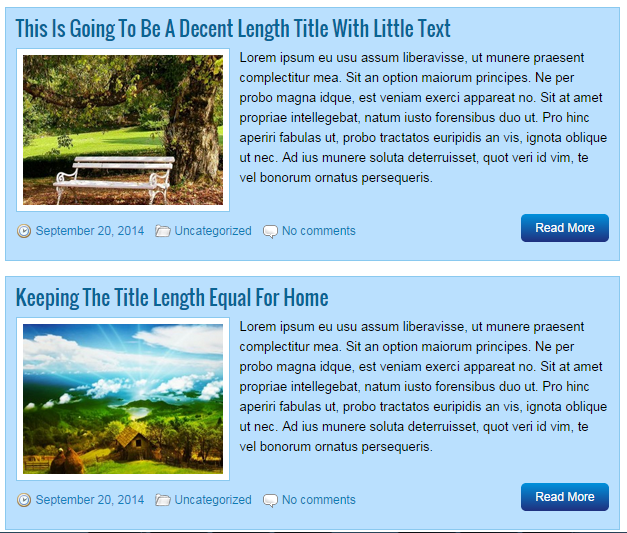 This Is Going To Be A Decent Length Title With Little Text
Lorem ipsum eu usu assum liberavisse, ut munere praesent
complectitur mea. Sit an option maiorum principes. Ne per
probo magna idque, est veniam exerci appareat no. Sit at amet
propriae intellegebat, natum iusto forensibus duo ut. Pro hinc
aperiri fabulas ut, probo tractatos euripidis an vis, ignota oblique
ut nec. Ad ius munere soluta deterruisset, quot veri id vim, te
vel bonorum ornatus persequeris.
September 20, 2014 Uncategorized No comments
Read More
Keeping The Title Length Equal For Home
Lorem ipsum eu usu assum liberavisse, ut munere praesent
complectitur mea. Sit an option maiorum principes. Ne per
probo magna idque, est veniam exerci appareat no. Sit at amet
propriae intellegebat, natum iusto forensibus duo ut. Pro hinc
aperiri fabulas ut, probo tractatos euripidis an vis, ignota oblique
ut nec. Ad ius munere soluta deterruisset, quot veri id vim, te
vel bonorum ornatus persequeris.
September 20, 2014 Uncategorized No comments
Read More